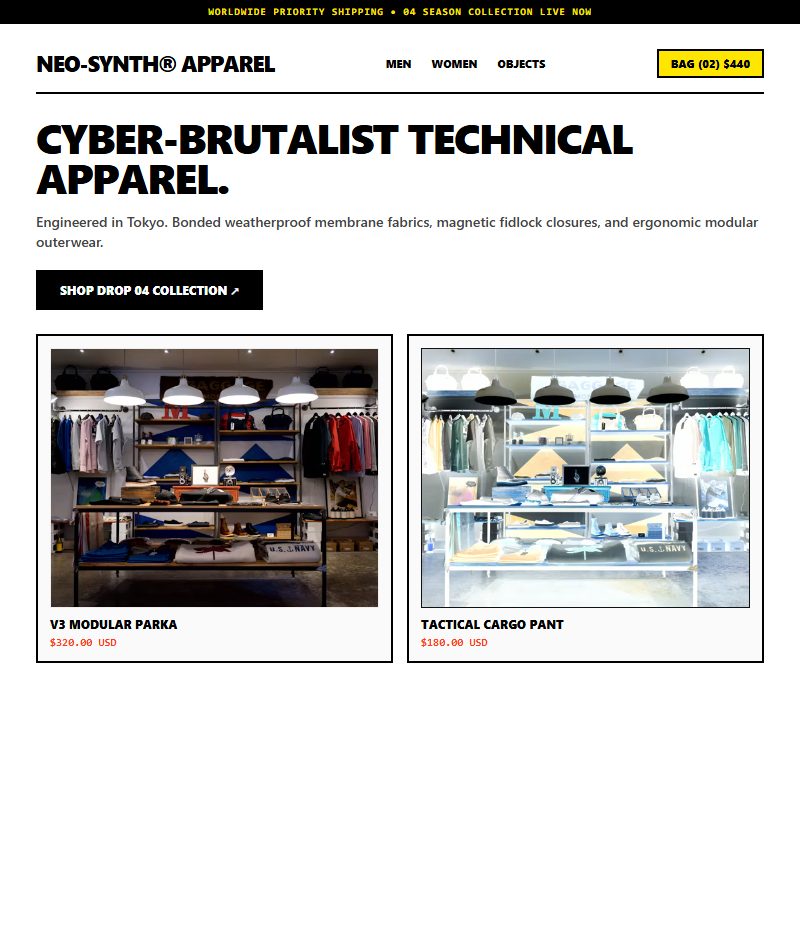 WORLDWIDE PRIORITY SHIPPING • 04 SEASON COLLECTION LIVE NOW
NEO-SYNTH® APPAREL
MEN WOMEN OBJECTS
BAG (02) $440
CYBER-BRUTALIST TECHNICAL
APPAREL.
Engineered in Tokyo. Bonded weatherproof membrane fabrics, magnetic fidlock closures, and ergonomic modular
outerwear.
SHOP DROP 04 COLLECTION ↗
M
U.S. NAVY
U.S. NAVY
V3 MODULAR PARKA
$320.00 USD
TACTICAL CARGO PANT
$180.00 USD